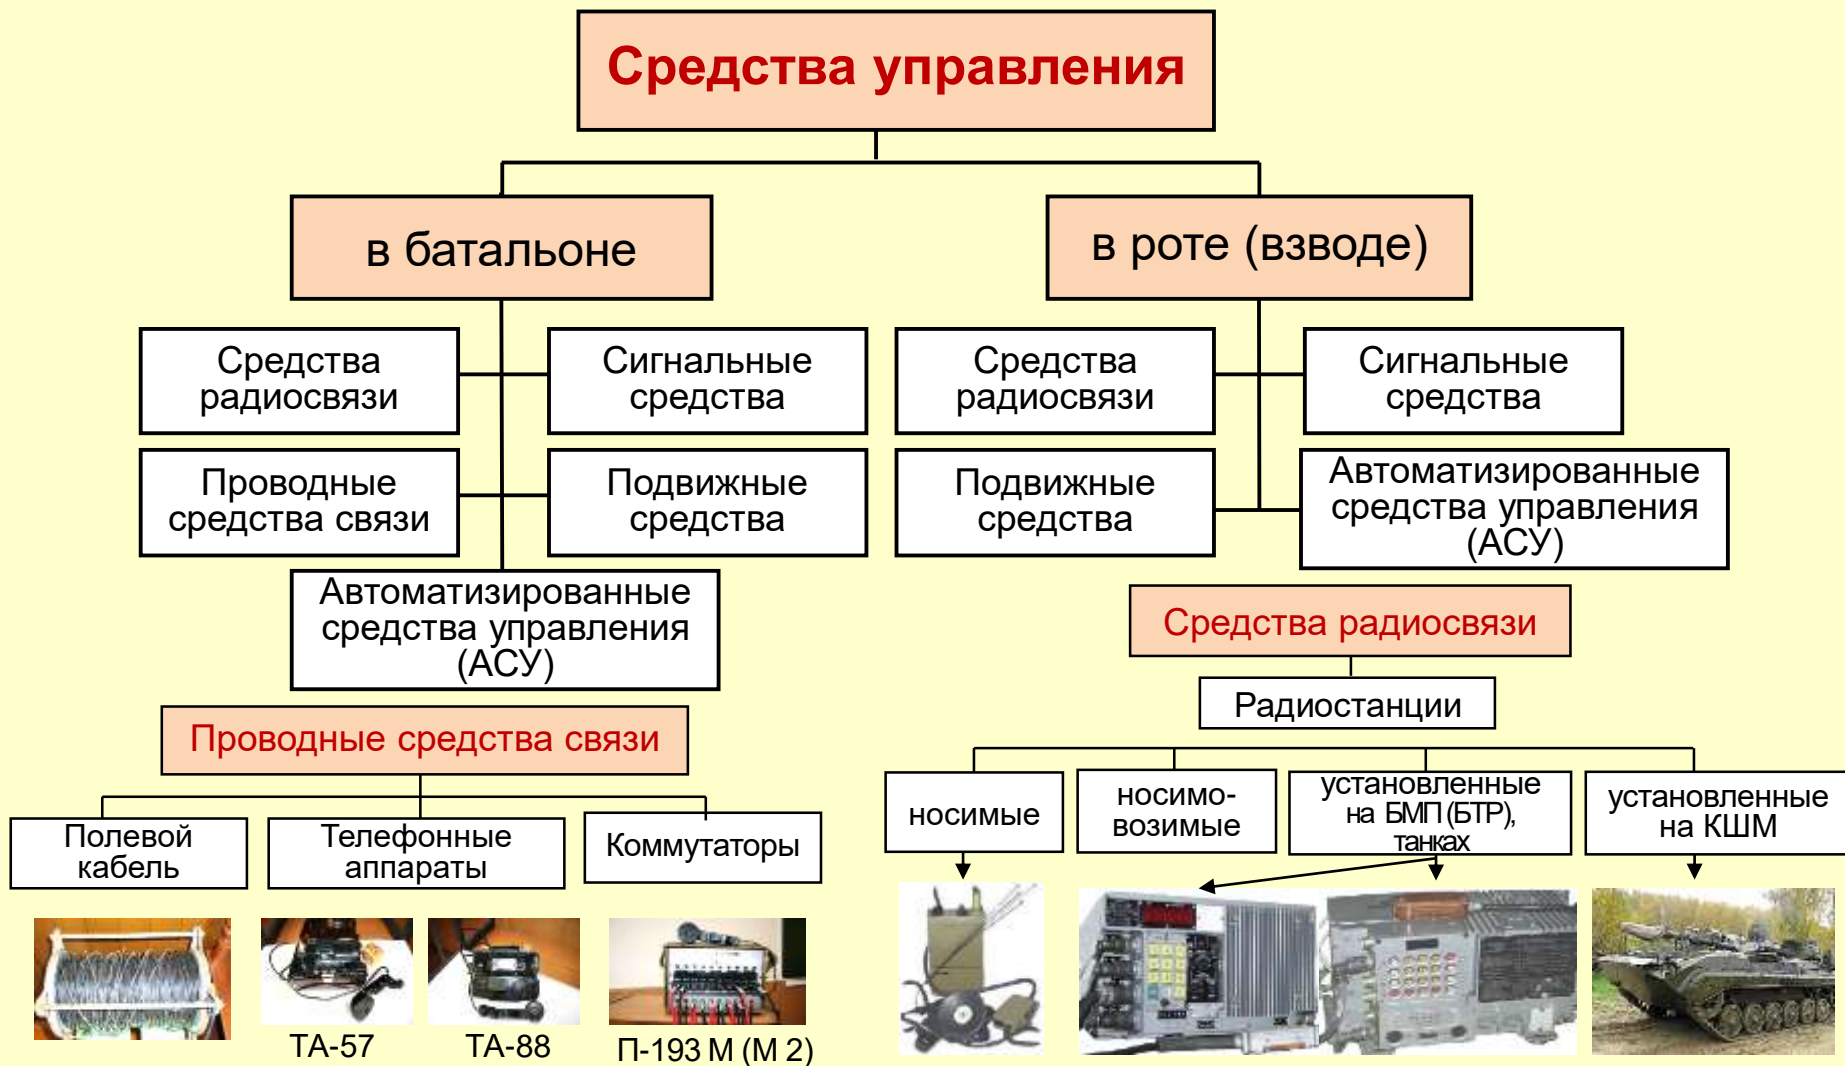 Средства управления
в батальоне
в роте (взводе)
Средства
радиосвязи
Сигнальные
средства
Проводные
средства связи
Подвижные
средства
Автоматизированные
средства управления
(АСУ)
Средства
радиосвязи
Сигнальные
средства
Подвижные
средства
Автоматизированные
средства управления
(АСУ)
Проводные средства связи
Полевой
кабель
Телефонные
аппараты
Коммутаторы
ТА-57
ТА-88
П-193 М (М 2)
Средства радиосвязи
Радиостанции
носимые
носимо-
возимые
установленные
на БМП (БТР),
танках
установленные
на КШМ